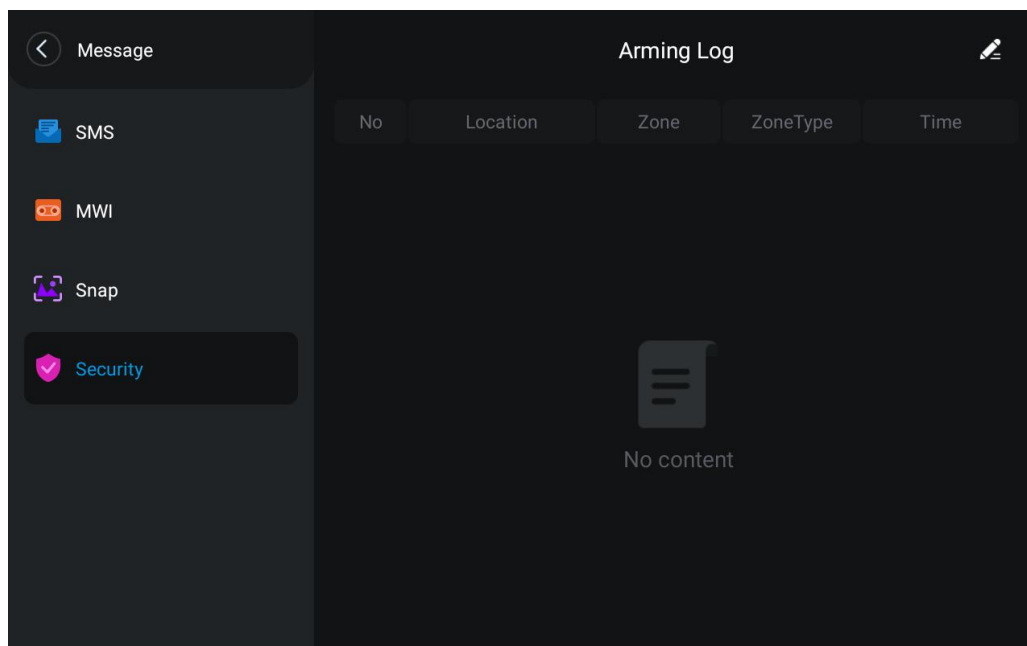 Message
Arming Log
SMS
MWI
Snap
Security
No Location Zone ZoneType Time
No content